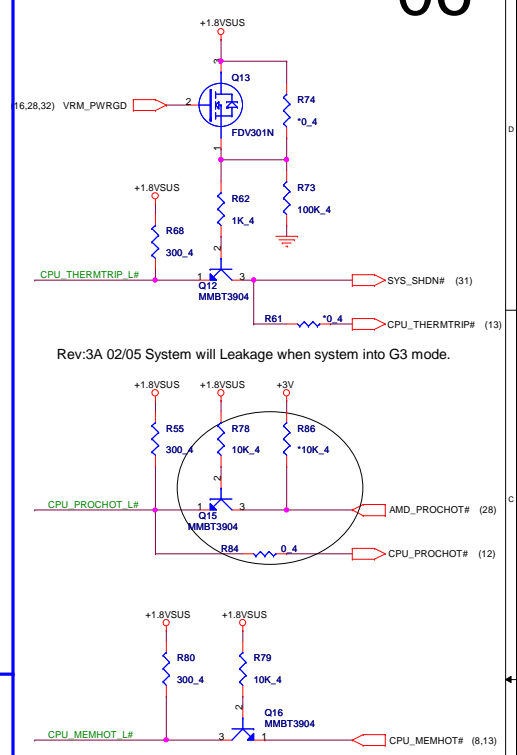 +1.8VSUS
3
Q13
(16,28,32) VRM_PWRGD
2
R74
*0_4
FDV301N
1
+1.8VSUS
R62
1K_4
R73
100K_4
R68
300_4
2
CPU_THERMTRIP_L#
1
3
SYS_SHDN# (31)
Q12
MMBT3904
R61
*0_4
CPU_THERMTRIP# (13)
Rev:3A 02/05 System will Leakage when system into G3 mode.
+1.8VSUS
+1.8VSUS
+3V
R55
300_4
R78
10K_4
R86
*10K_4
2
CPU_PROCHOT_L#
1
3
AMD_PROCHOT# (28)
Q15
MMBT3904
R84
0_4
CPU_PROCHOT# (12)
+1.8VSUS
+1.8VSUS
R80
300_4
R79
10K_4
2
Q16
MMBT3904
CPU_MEMHOT_L#
3
1
CPU_MEMHOT# (8,13)
D
C